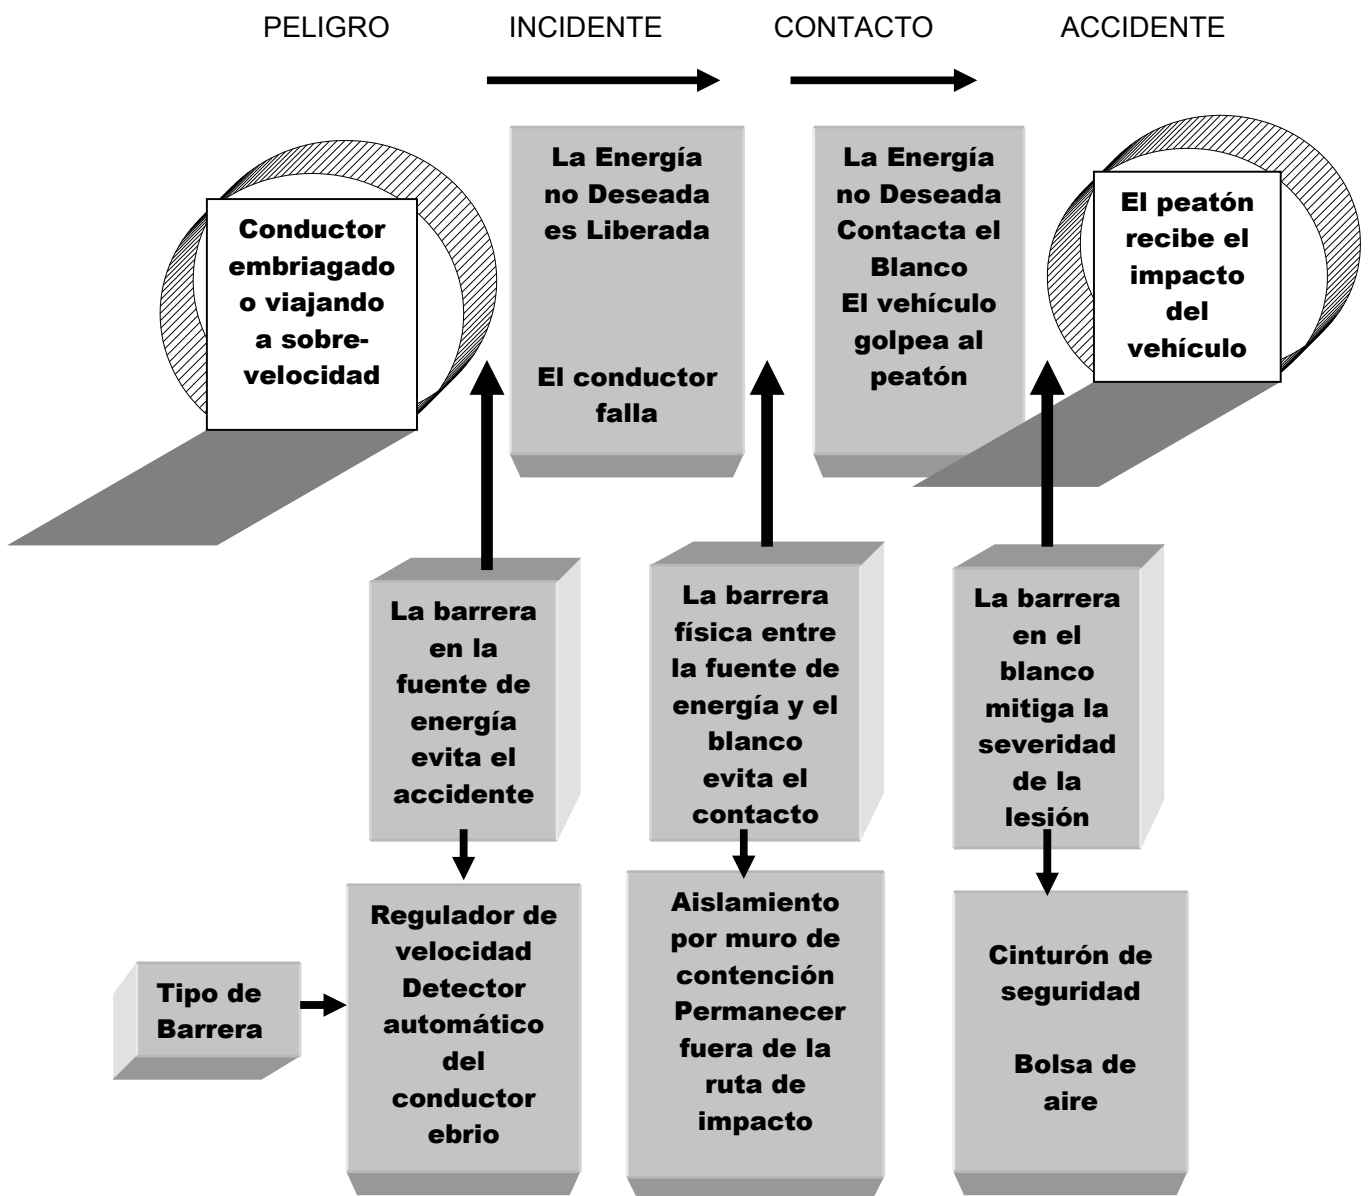 PELIGRO INCIDENTE CONTACTO ACCIDENTE
Conductor
embriagado
o viajando
a sobre-
velocidad
La Energía
no Deseada
es Liberada
El conductor
falla
La Energía
no Deseada
Contacta el
Blanco
El vehículo
golpea al
peatón
El peatón
recibe el
impacto
del
vehículo
La barrera
en la
fuente de
energía
evita el
accidente
La barrera
física entre
la fuente de
energía y el
blanco
evita el
contacto
La barrera
en el
blanco
mitiga la
severidad
de la
lesión
Tipo de
Barrera
Regulador de
velocidad
Detector
automático
del
conductor
ebrio
Aislamiento
por muro de
contención
Permanecer
fuera de la
ruta de
impacto
Cinturón de
seguridad
Bolsa de
aire